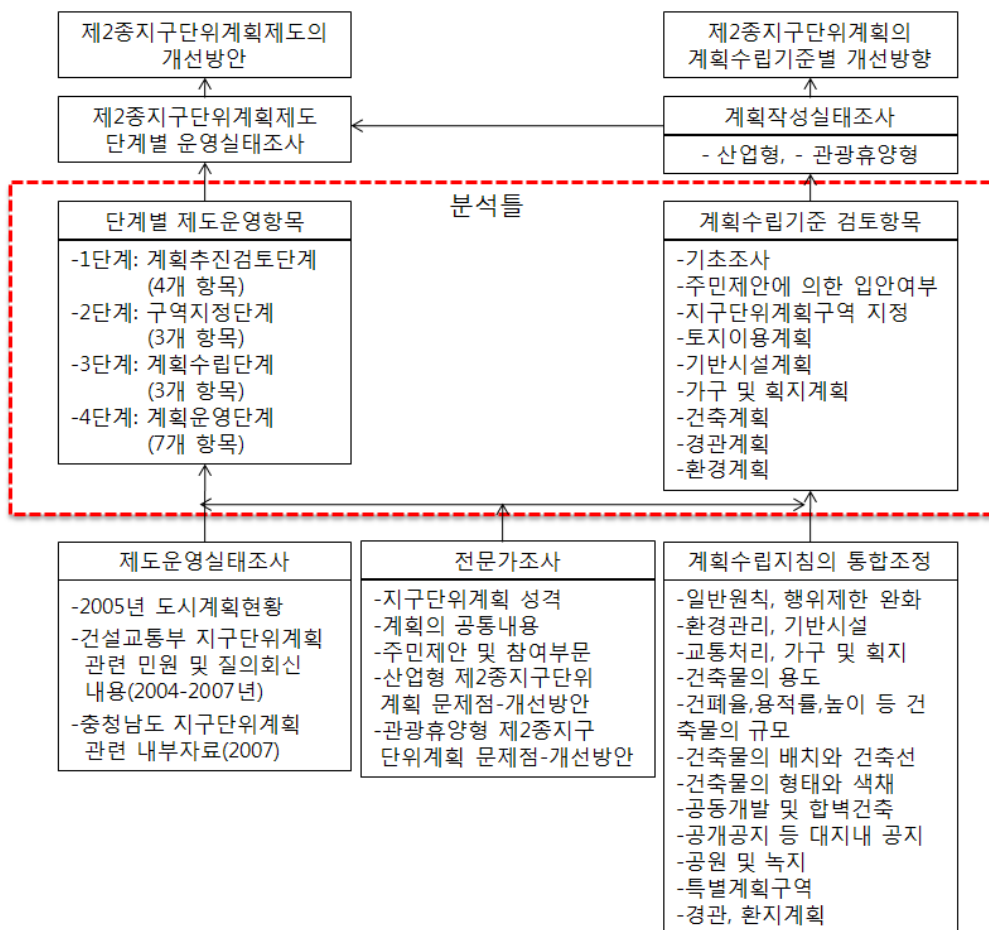 제2종지구단위계획제도의
개선방안
제2종지구단위계획의
계획수립기준별 개선방향
제2종지구단위계획제도
단계별 운영실태조사
계획작성실태조사
- 산업형, - 관광휴양형
분석틀
단계별 제도운영항목
-1단계: 계획추진검토단계
(4개 항목)
-2단계: 구역지정단계
(3개 항목)
-3단계: 계획수립단계
(3개 항목)
-4단계: 계획운영단계
(7개 항목)
계획수립기준 검토항목
-기초조사
-주민제안에 의한 입안여부
-지구단위계획구역 지정
-토지이용계획
-기반시설계획
-가구 및 획지계획
-건축계획
-경관계획
-환경계획
제도운영실태조사
-2005년 도시계획현황
-건설교통부 지구단위계획
관련 민원 및 질의회신
내용(2004-2007년)
-충청남도 지구단위계획
관련 내부자료(2007)
전문가조사
-지구단위계획 성격
-계획의 공통내용
-주민제안 및 참여부문
-산업형 제2종지구단위
계획 문제점-개선방안
-관광휴양형 제2종지구
단위계획 문제점-개선방안
계획수립지침의 통합조정
-일반원칙, 행위제한 완화
-환경관리, 기반시설
-교통처리, 가구 및 획지
-건축물의 용도
-건폐율,용적률,높이 등 건
축물의 규모
-건축물의 배치와 건축선
-건축물의 형태와 색채
-공동개발 및 합벽건축
-공개공지 등 대지내 공지
-공원 및 녹지
-특별계획구역
-경관, 환지계획